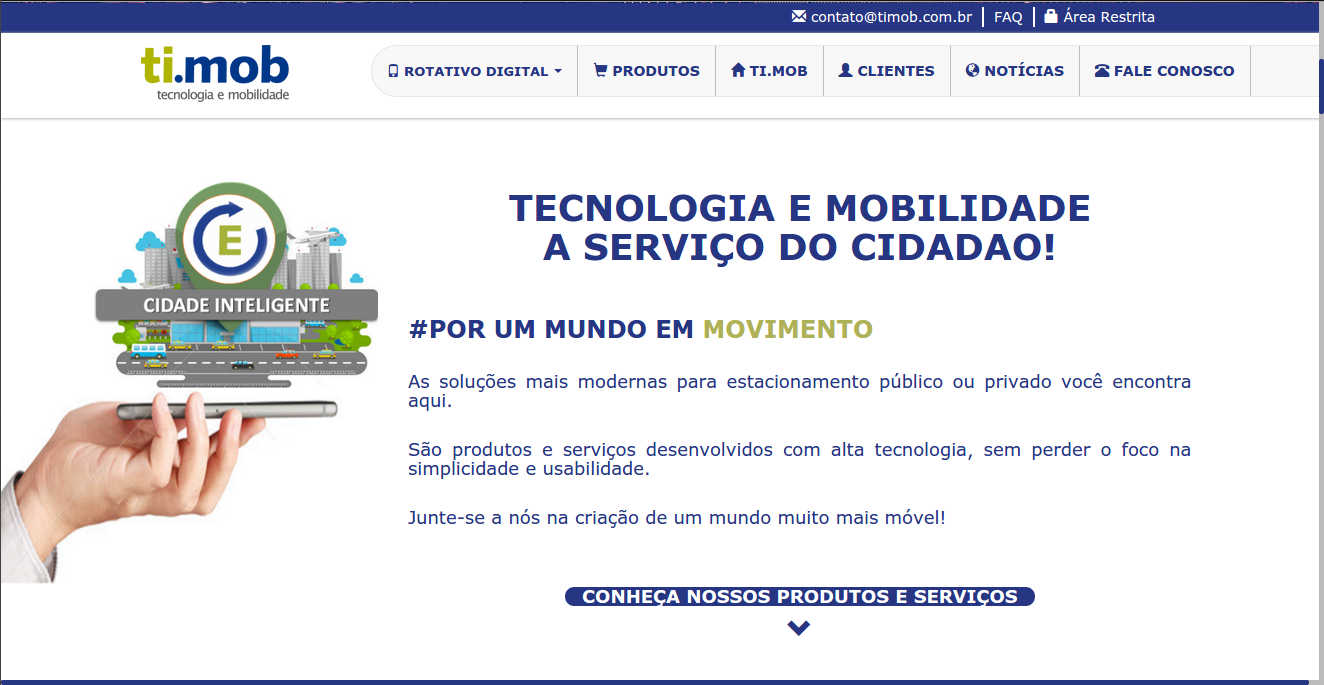 contato@timob.com.br FAQ Área Restrita
ti.mob
tecnologia e mobilidade
ROTATIVO DIGITAL PRODUTOS TI.MOB CLIENTES NOTÍCIAS FALE CONOSCO
E
CIDADE INTELIGENTE
TECNOLOGIA E MOBILIDADE
A SERVIÇO DO CIDADAO!
#POR UM MUNDO EM MOVIMENTO
As soluções mais modernas para estacionamento público ou privado você encontra
aqui.
São produtos e serviços desenvolvidos com alta tecnologia, sem perder o foco na
simplicidade e usabilidade.
Junte-se a nós na criação de um mundo muito mais móvel!
CONHEÇA NOSSOS PRODUTOS E SERVIÇOS